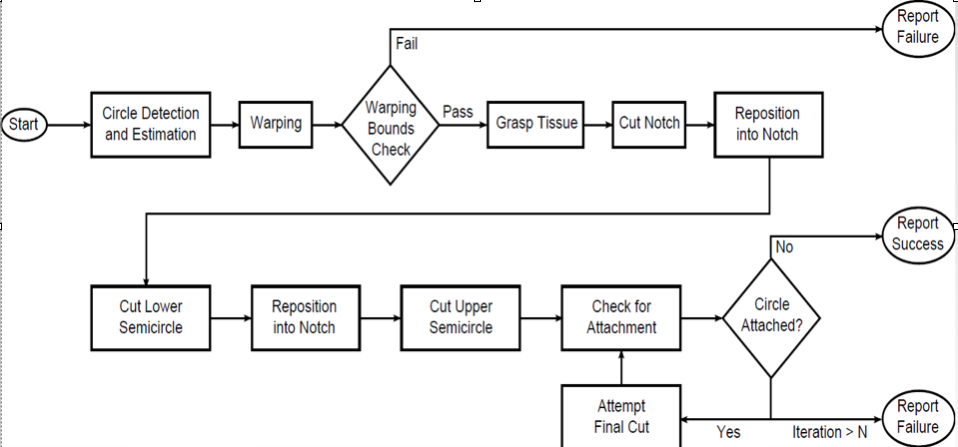 Report
Failure
Fail
Start
Circle Detection
and Estimation
Warping
Warping
Bounds
Check
Pass
Grasp Tissue
Cut Notch
Reposition
into Notch
Report
Success
No
Cut Lower
Semicircle
Reposition
into Notch
Cut Upper
Semicircle
Check for
Attachment
Circle
Attached?
Attempt
Final Cut
Yes
Iteration > N
Report
Failure